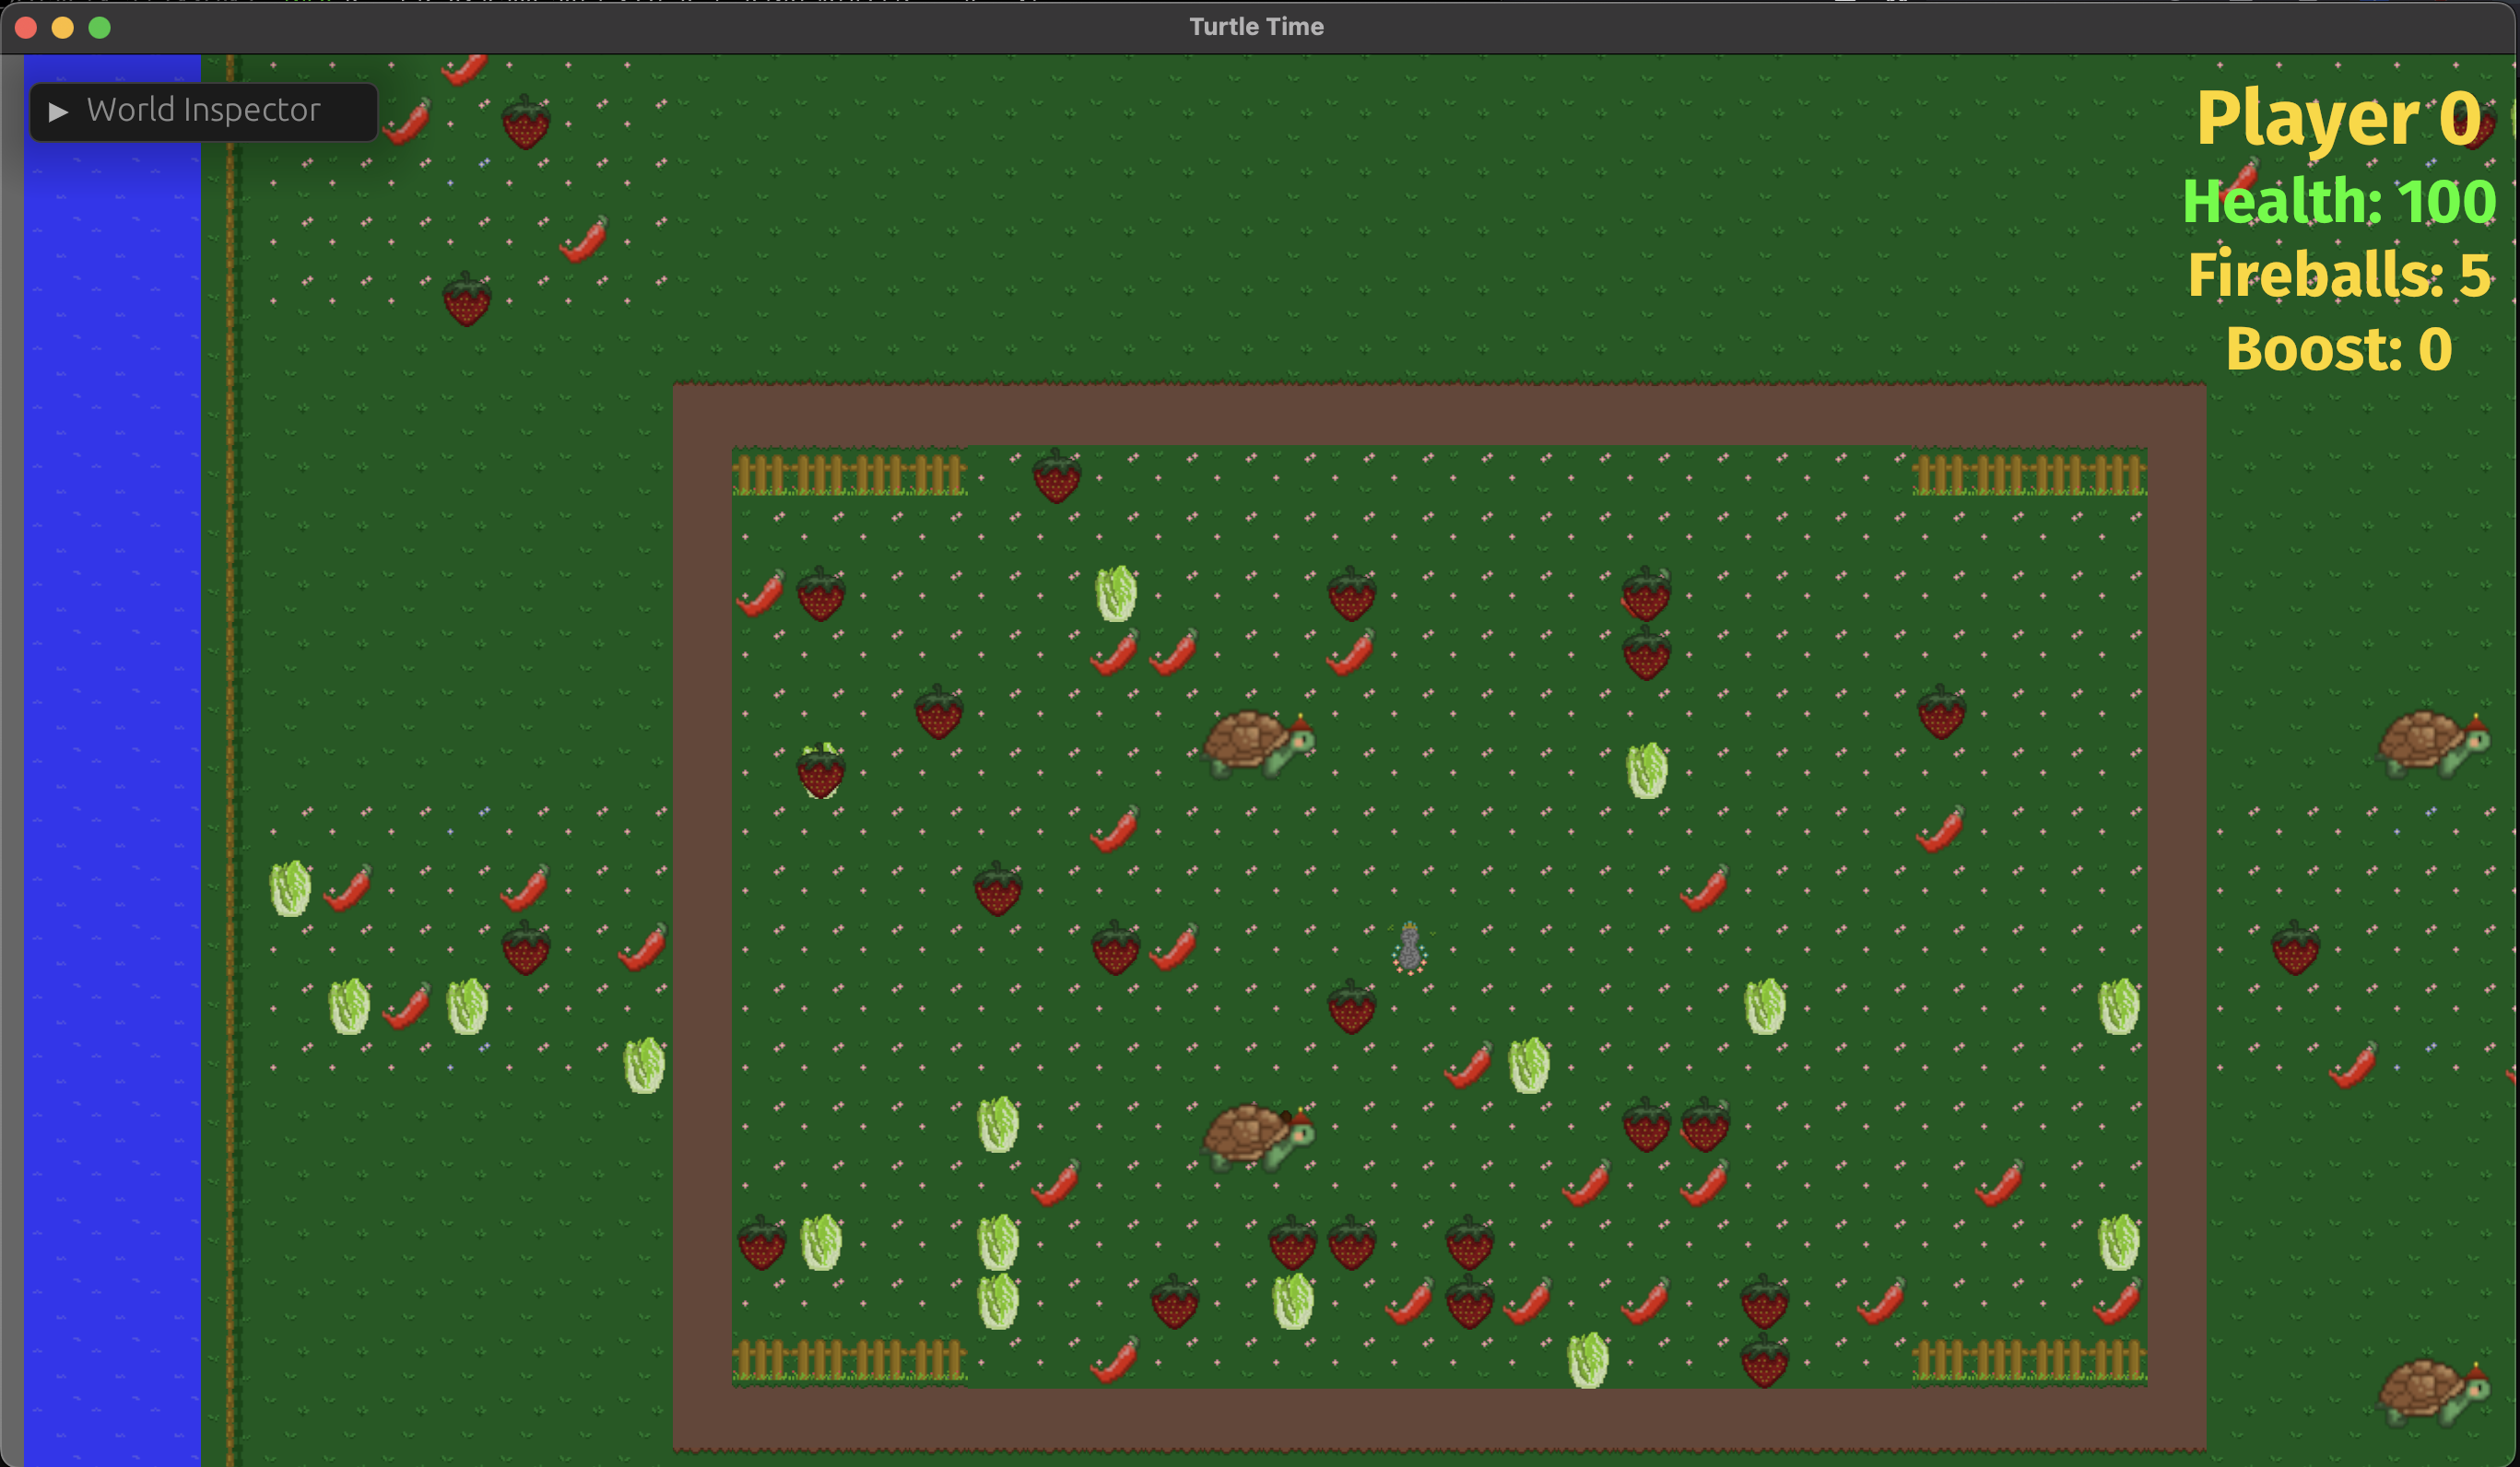 Turtle Time
▶ World Inspector
Player 0
Health: 100
Fireballs: 5
Boost: 0